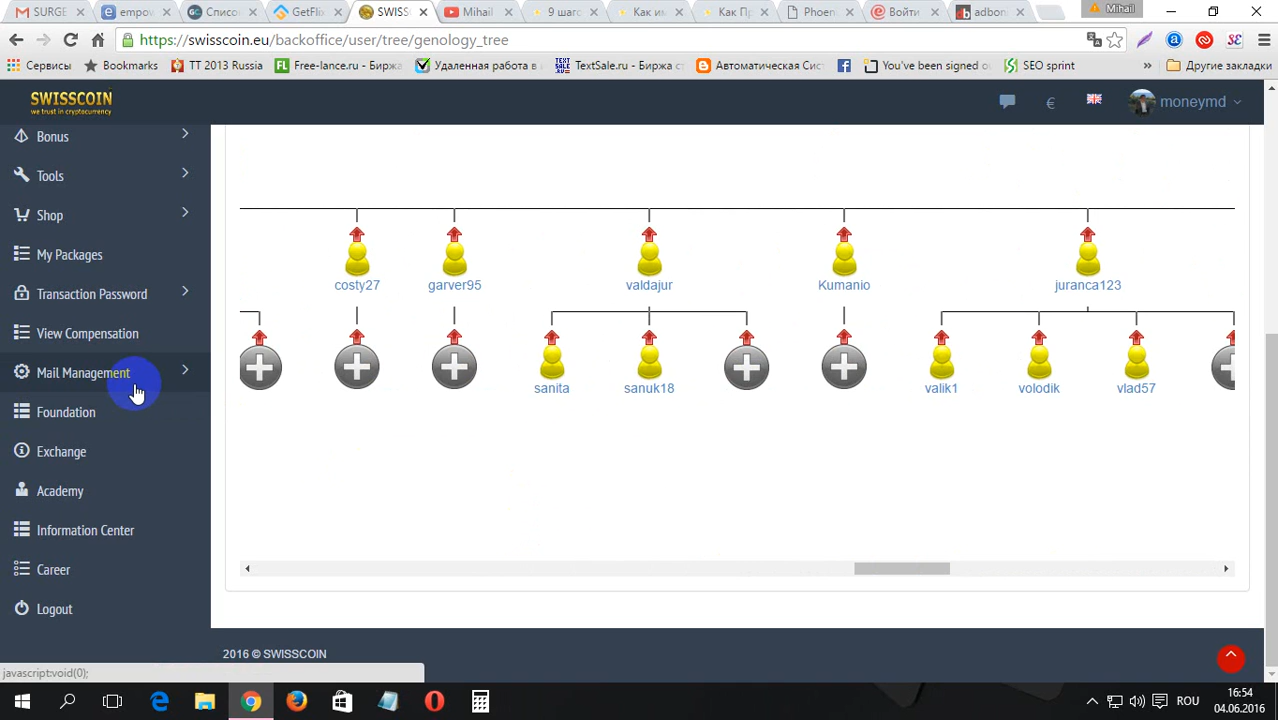 SURGE
empow
Списо
GetFlix
SWISS
Mihail
9 шаго
Как им
Как Пр
Phoeni
Войти
adbon
Mihail
https://swisscoin.eu/backoffice/user/tree/genology_tree
Сервисы
Bookmarks
TT 2013 Russia
Free-lance.ru - Бирж
Удаленная работа в
TextSale.ru - Биржа с
Автоматическая Сис
You've been signed o
SEO sprint
»
Другие закладки
SWISSCOIN
we trust in cryptocurrency
€
moneymd
Bonus
Tools
Shop
My Packages
Transaction Password
View Compensation
Mail Management
Foundation
Exchange
Academy
Information Center
Career
Logout
costy27
garver95
valdajur
Kumanio
juranca123
sanita
sanuk18
valik1
volodik
vlad57
2016 © SWISSCOIN
javascript:void(0);
ROU
16:54
04.06.2016